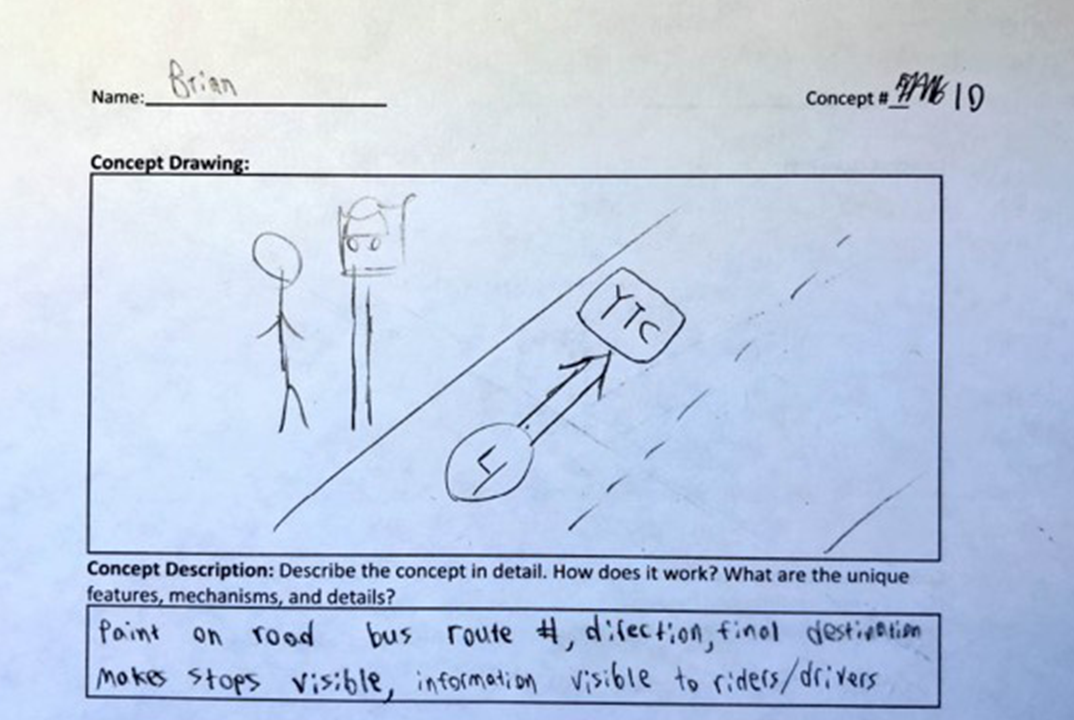 Name: Brian
Concept # 10
Concept Drawing:
YTC
4
Concept Description: Describe the concept in detail. How does it work? What are the unique
features, mechanisms, and details?
Paint on road bus route #, direction, final destination
Makes stops visible, information visible to riders/drivers